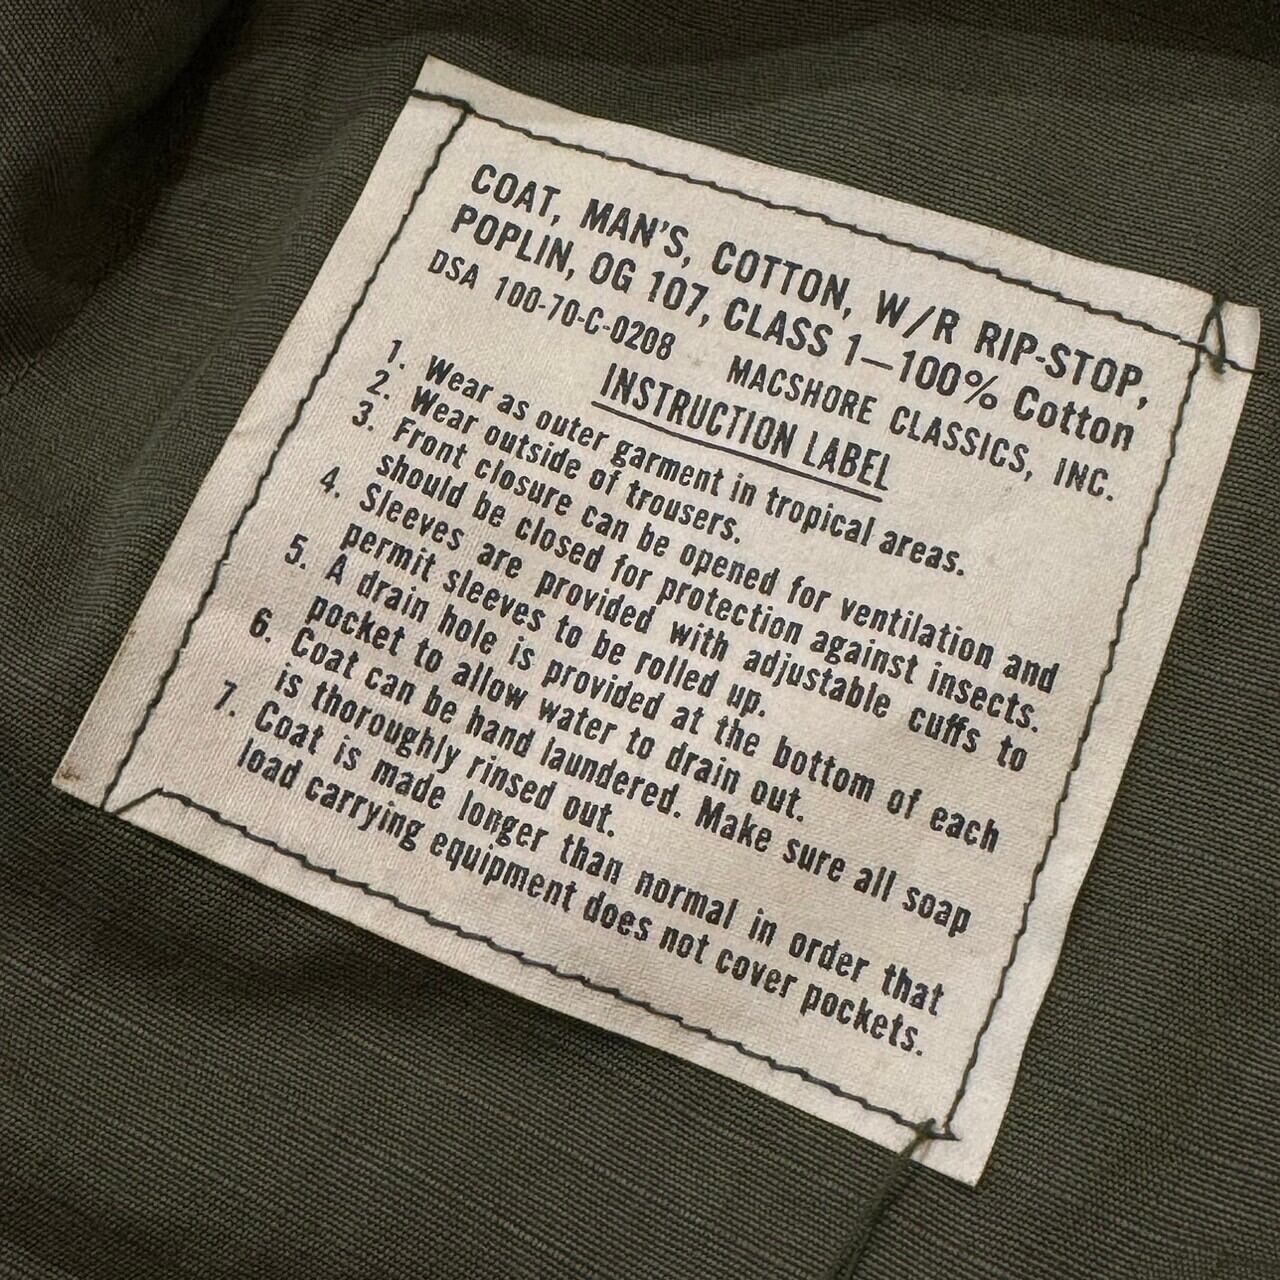 COAT, MAN'S, COTTON, W/R RIP-STOP,
POPLIN, OG 107, CLASS 1—100% Cotton
DSA 100-70-C-0208 MACSHORE CLASSICS, INC.
INSTRUCTION LABEL
1. Wear as outer garment in tropical areas.
2. Wear outside of trousers.
3. Front closure can be opened for ventilation and
should be closed for protection against insects.
4. Sleeves are provided with adjustable cuffs to
permit sleeves to be rolled up.
5. A drain hole is provided at the bottom of each
pocket to allow water to drain out.
6. Coat can be hand laundered. Make sure all soap
is thoroughly rinsed out.
7. Coat is made longer than normal in order that
load carrying equipment does not cover pockets.